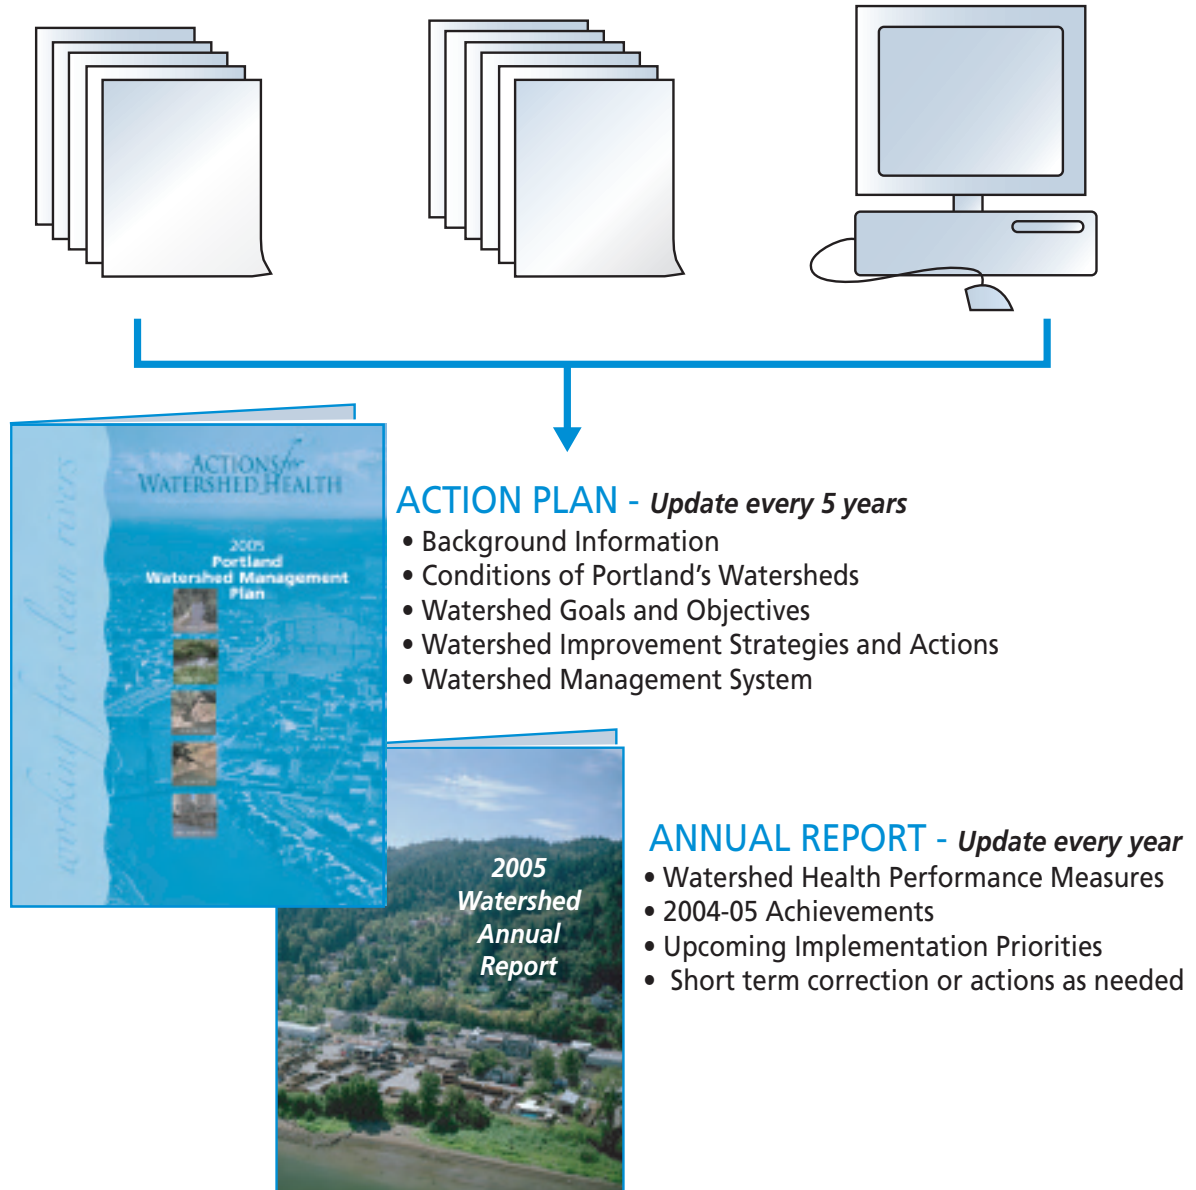 ACTIONS for
WATERSHED HEALTH
2005
Portland
Watershed Management
Plan
working for clean rivers
ACTION PLAN - Update every 5 years
• Background Information
• Conditions of Portland's Watersheds
• Watershed Goals and Objectives
• Watershed Improvement Strategies and Actions
• Watershed Management System
2005
Watershed
Annual
Report
ANNUAL REPORT - Update every year
• Watershed Health Performance Measures
• 2004-05 Achievements
• Upcoming Implementation Priorities
• Short term correction or actions as needed